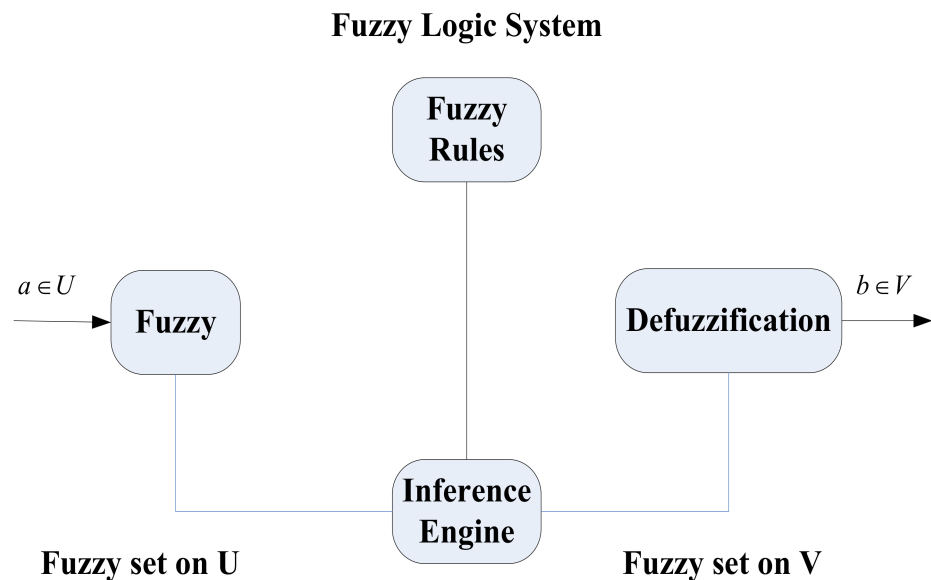 Fuzzy Logic System
Fuzzy
Rules
a ∈ U
Fuzzy
Defuzzification
b ∈ V
Inference
Engine
Fuzzy set on U
Fuzzy set on V